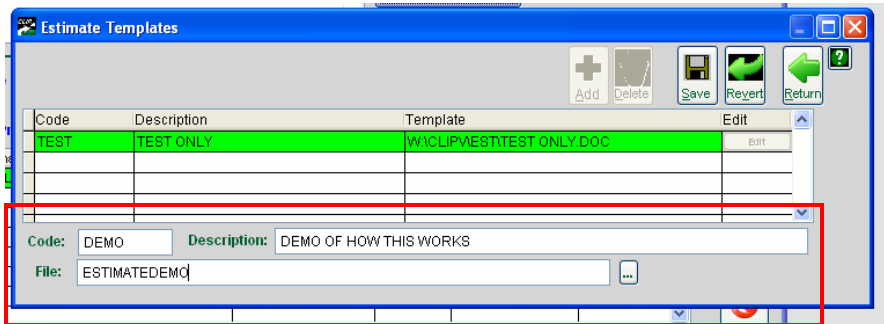 CLIP Estimate Templates
Add Delete Save Revert Return ?
Code Description Template Edit
TEST TEST ONLY W:\CLIP\EST\TEST ONLY.DOC Edit
Code: DEMO Description: DEMO OF HOW THIS WORKS
File: ESTIMATEDEMO ...